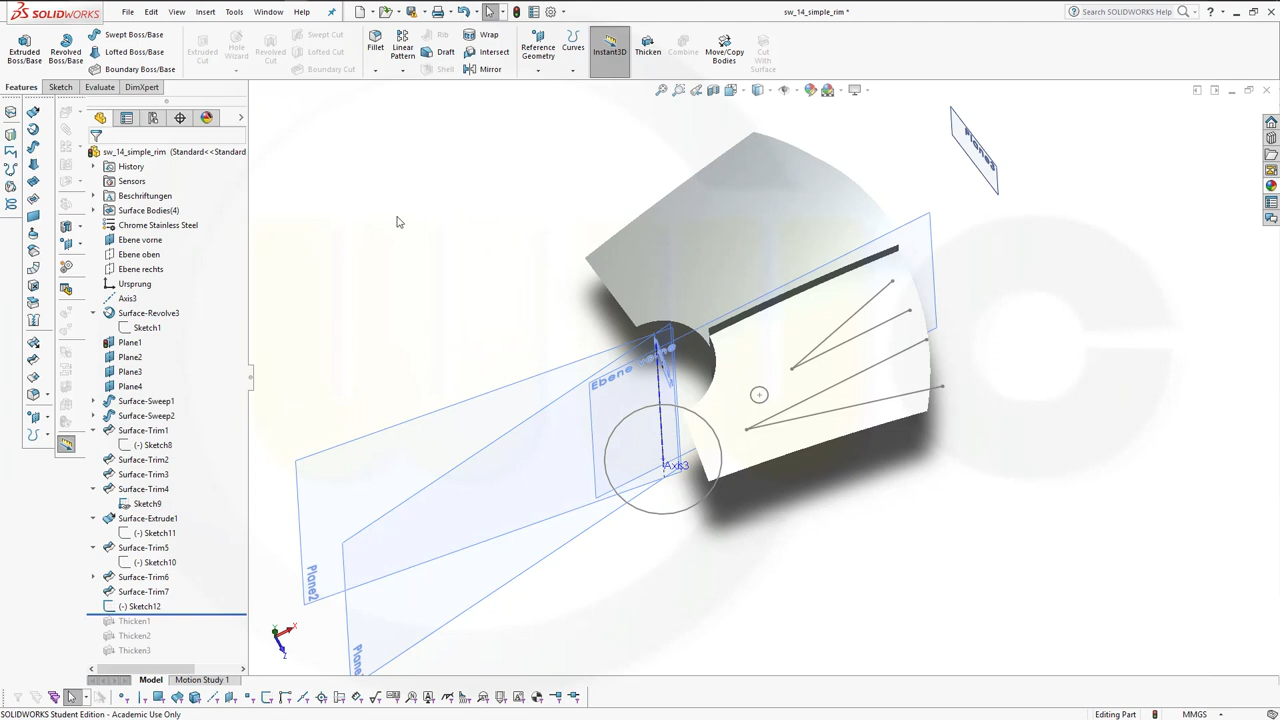 SOLIDWORKS
File
Edit
View
Insert
Tools
Window
Help
sw_14_simple_rim *
Search SOLIDWORKS Help
Extruded Boss/Base
Revolved Boss/Base
Swept Boss/Base
Lofted Boss/Base
Boundary Boss/Base
Extruded Cut
Hole Wizard
Revolved Cut
Swept Cut
Lofted Cut
Boundary Cut
Fillet
Linear Pattern
Rib
Draft
Shell
Wrap
Intersect
Mirror
Reference Geometry
Curves
Instant3D
Thicken
Combine
Move/Copy Bodies
Cut With Surface
Features
Sketch
Evaluate
DimXpert
sw_14_simple_rim (Standard<<Standard
History
Sensors
Beschriftungen
Surface Bodies(4)
Chrome Stainless Steel
Ebene vorne
Ebene oben
Ebene rechts
Ursprung
Axis3
Surface-Revolve3
Sketch1
Plane1
Plane2
Plane3
Plane4
Surface-Sweep1
Surface-Sweep2
Surface-Trim1
(-) Sketch8
Surface-Trim2
Surface-Trim3
Surface-Trim4
Sketch9
Surface-Extrude1
(-) Sketch11
Surface-Trim5
(-) Sketch10
Surface-Trim6
Surface-Trim7
(-) Sketch12
Thicken1
Thicken2
Thicken3
Plane3
Ebene vorne
Axis3
Plane2
Y
X
Z
Model
Motion Study 1
SOLIDWORKS Student Edition - Academic Use Only
Editing Part
MMGS